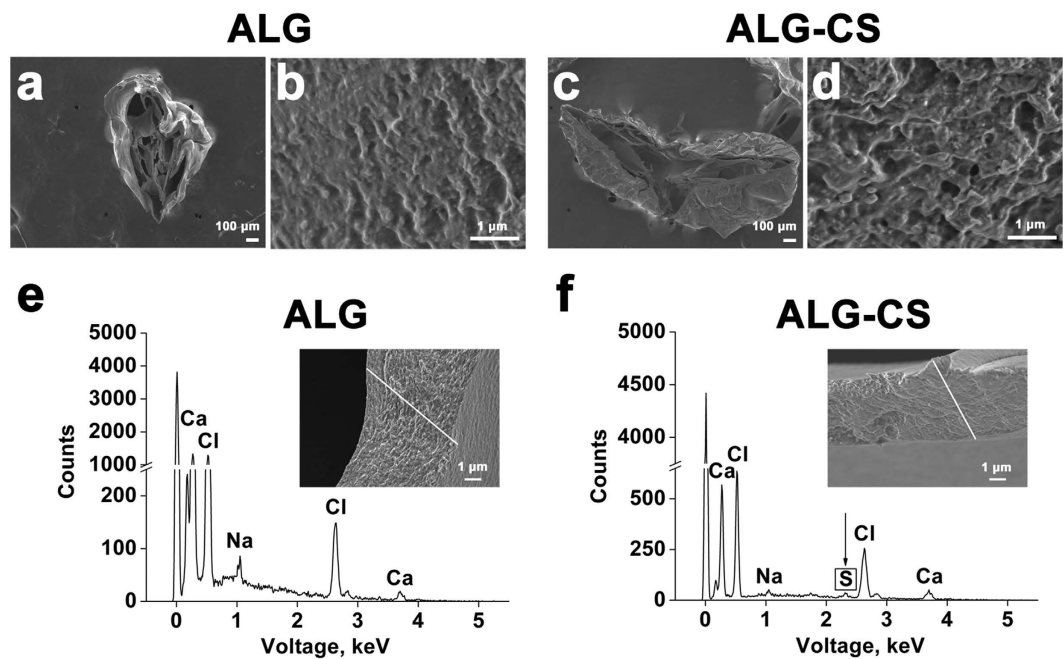 ALG
ALG-CS
a
b
c
d
100 µm
1 µm
100 µm
1 µm
e
ALG
5000
4000
3000
2000
1000
200
100
0
Counts
Ca
Cl
Na
Cl
Ca
1 µm
0 1 2 3 4 5
Voltage, keV
f
ALG-CS
5000
4500
4000
500
250
0
Counts
Cl
Ca
Na
S
Cl
Ca
1 µm
0 1 2 3 4 5
Voltage, keV